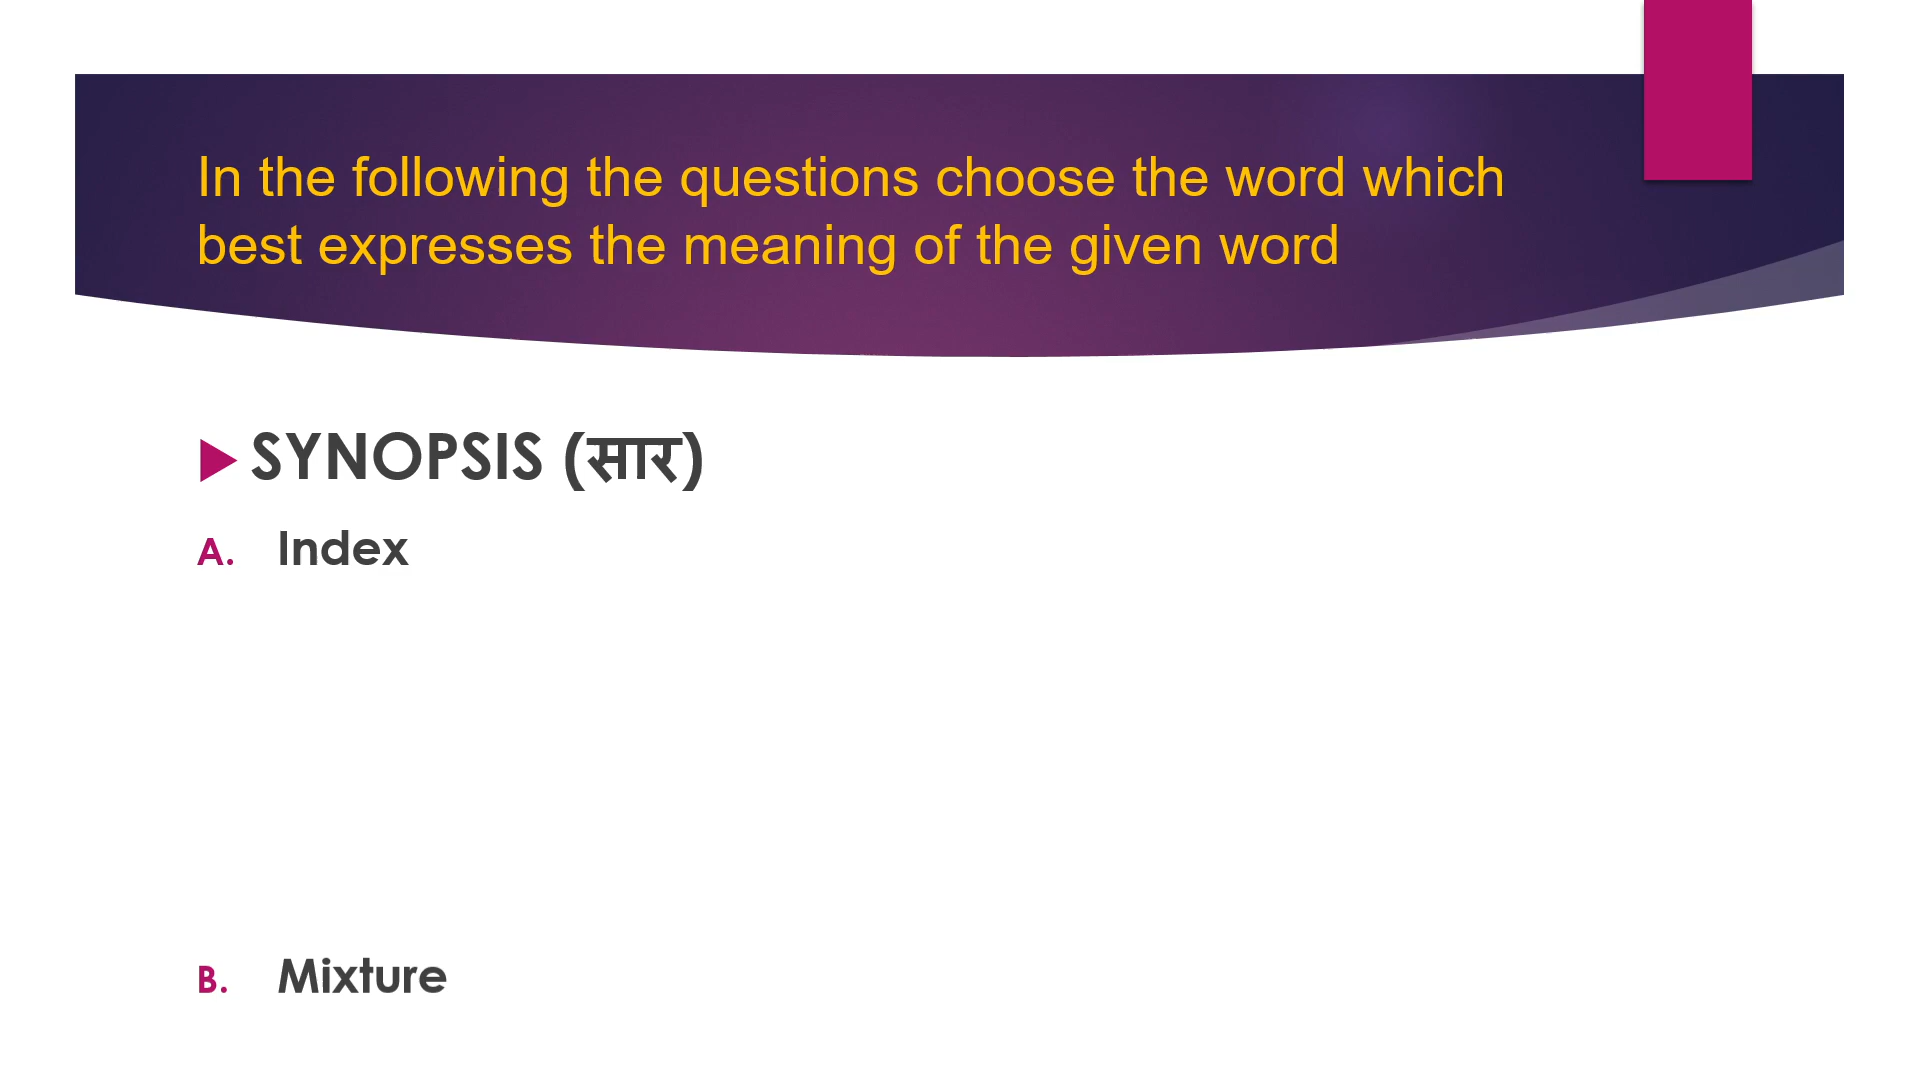 In the following the questions choose the word which
best expresses the meaning of the given word
SYNOPSIS (सार)
A. Index
B. Mixture